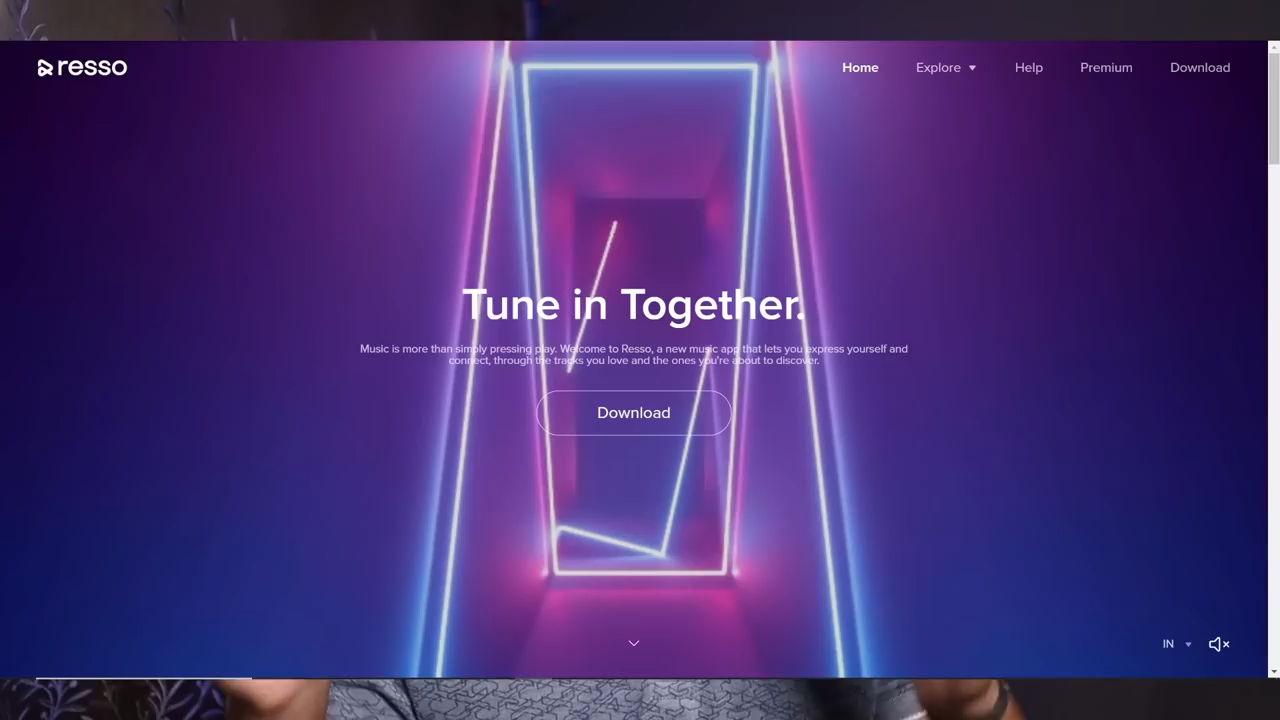 resso
Home
Explore
Help
Premium
Download
Tune in Together.
Music is more than simply pressing play. Welcome to Resso, a new music app that lets you express yourself and
connect, through the tracks you love and the ones you're about to discover.
Download
IN